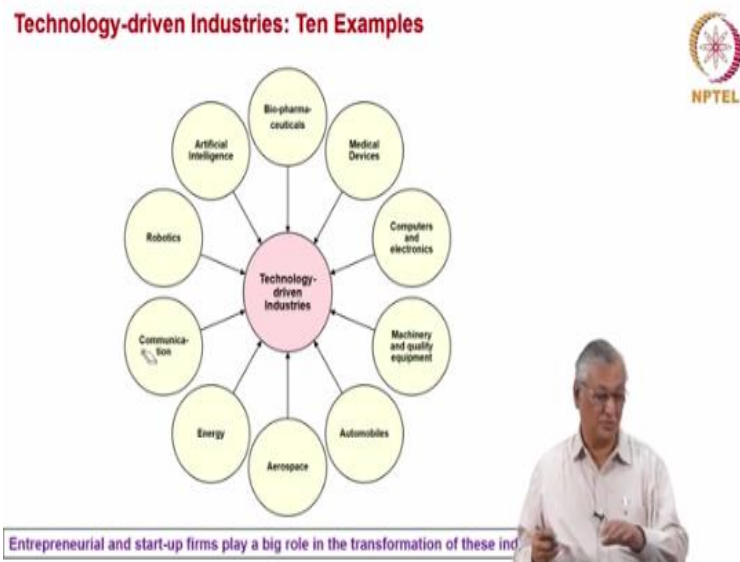 Technology-driven Industries: Ten Examples
NPTEL
Bio-pharma-
ceuticals
Medical
Devices
Computers
and
electronics
Machinery
and quality
equipment
Automobiles
Aerospace
Energy
Communica-
tion
Robotics
Artificial
Intelligence
Technology-
driven
Industries
Entrepreneurial and start-up firms play a big role in the transformation of these ind